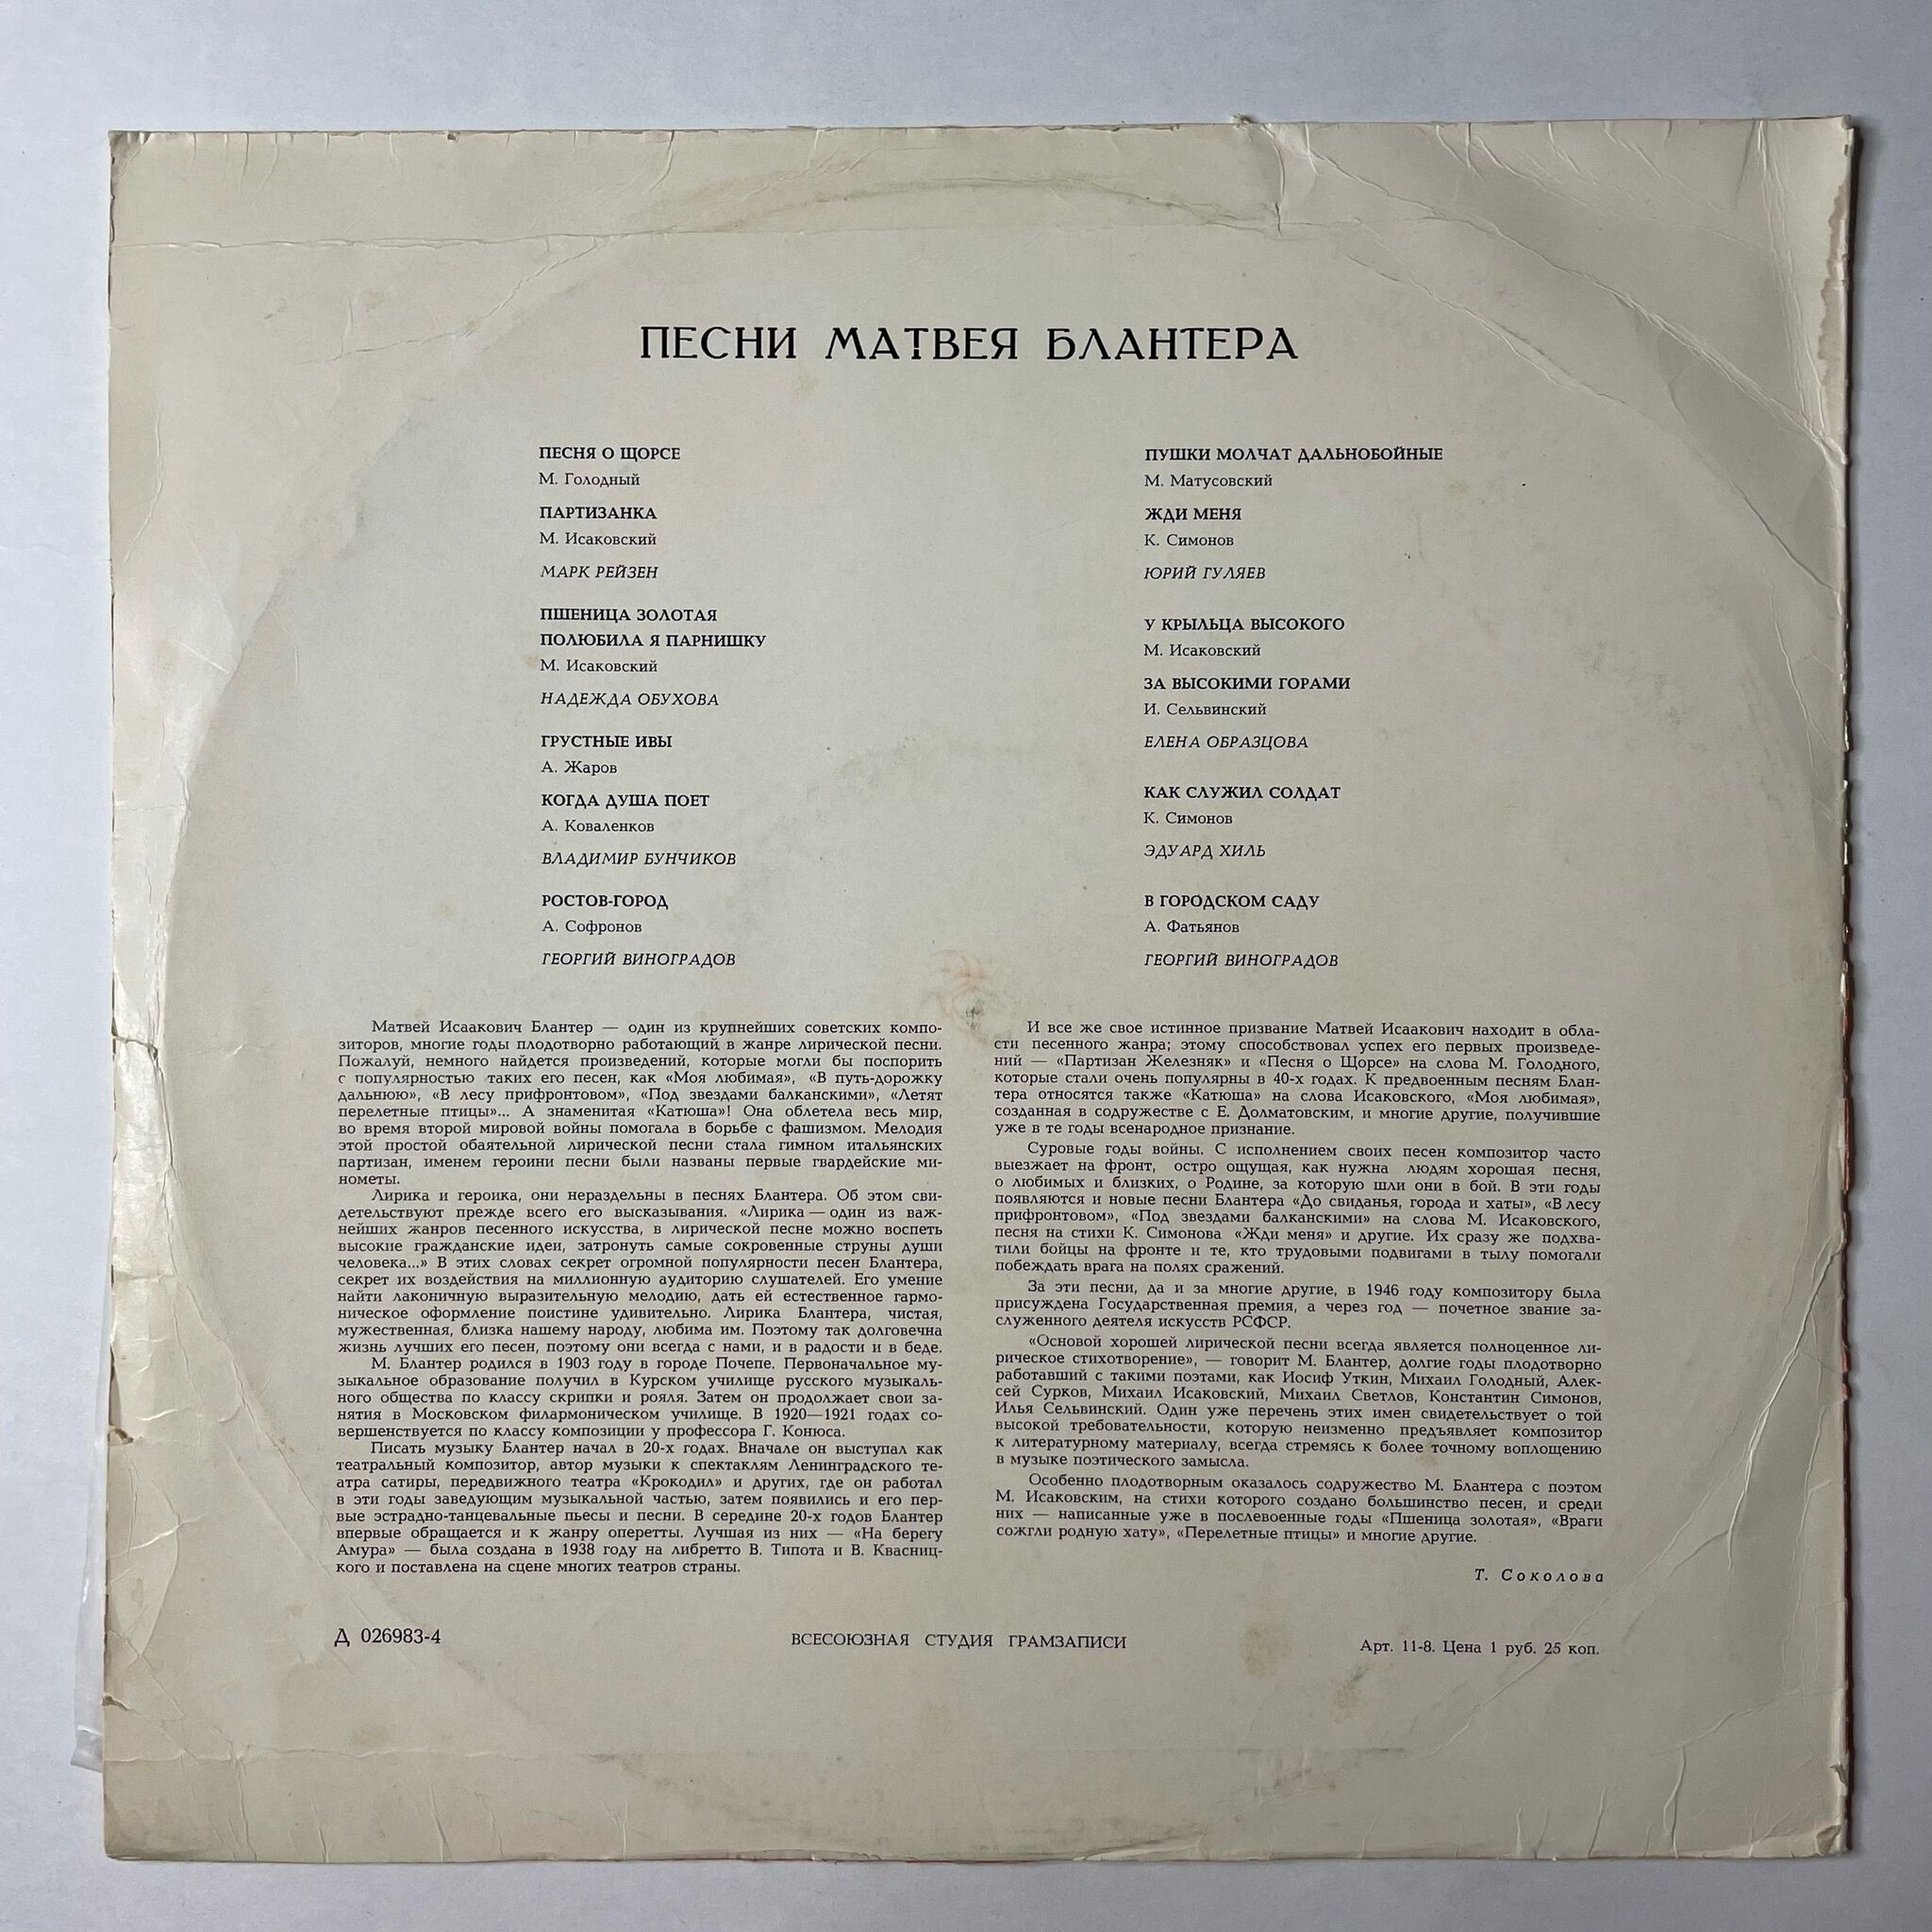 ПЕСНИ МАТВЕЯ БЛАНТЕРА
ПЕСНЯ О ЩОРСЕ
М. Голодный
ПАРТИЗАНКА
М. Исаковский
МАРК РЕЙЗЕН
ПШЕНИЦА ЗОЛОТАЯ
ПОЛЮБИЛА Я ПАРНИШКУ
М. Исаковский
НАДЕЖДА ОБУХОВА
ГРУСТНЫЕ ИВЫ
А. Жаров
КОГДА ДУША ПОЕТ
А. Коваленков
ВЛАДИМИР БУНЧИКОВ
РОСТОВ-ГОРОД
А. Софронов
ГЕОРГИЙ ВИНОГРАДОВ
ПУШКИ МОЛЧАТ ДАЛЬНОБОЙНЫЕ
М. Матусовский
ЖДИ МЕНЯ
К. Симонов
ЮРИЙ ГУЛЯЕВ
У КРЫЛЬЦА ВЫСОКОГО
М. Исаковский
ЗА ВЫСОКИМИ ГОРАМИ
И. Сельвинский
ЕЛЕНА ОБРАЗЦОВА
КАК СЛУЖИЛ СОЛДАТ
К. Симонов
ЭДУАРД ХИЛЬ
В ГОРОДСКОМ САДУ
А. Фатьянов
ГЕОРГИЙ ВИНОГРАДОВ
Матвей Исаакович Блантер — один из крупнейших советских компо-
зиторов, многие годы плодотворно работающий в жанре лирической песни.
Пожалуй, немного найдется произведений, которые могли бы поспорить
с популярностью таких его песен, как «Моя любимая», «В путь-дорожку
дальнюю», «В лесу прифронтовом», «Под звездами балканскими», «Летят
перелетные птицы»... А знаменитая «Катюша»! Она облетела весь мир,
во время второй мировой войны помогала в борьбе с фашизмом. Мелодия
этой простой обаятельной лирической песни стала гимном итальянских
партизан, именем героини песни были названы первые гвардейские ми-
нометы.
Лирика и героика, они нераздельны в песнях Блантера. Об этом сви-
детельствуют прежде всего его высказывания. «Лирика — один из важ-
нейших жанров песенного искусства, в лирической песне можно воспеть
высокие гражданские идеи, затронуть самые сокровенные струны души
человека...» В этих словах секрет огромной популярности песен Блантера,
секрет их воздействия на миллионную аудиторию слушателей. Его умение
найти лаконичную выразительную мелодию, дать ей естественное гармо-
ническое оформление поистине удивительно. Лирика Блантера, чистая,
мужественная, близка нашему народу, любима им. Поэтому так долговечна
жизнь лучших его песен, поэтому они всегда с нами, и в радости и в беде.
М. Блантер родился в 1903 году в городе Почепе. Первоначальное му-
зыкальное образование получил в Курском училище русского музыкаль-
ного общества по классу скрипки и рояля. Затем он продолжает свои за-
нятия в Московском филармоническом училище. В 1920—1921 годах со-
вершенствуется по классу композиции у профессора Г. Конюса.
Писать музыку Блантер начал в 20-х годах. Вначале он выступал как
театральный композитор, автор музыки к спектаклям Ленинградского те-
атра сатиры, передвижного театра «Крокодил» и других, где он работал
в эти годы заведующим музыкальной частью, затем появились и его пер-
вые эстрадно-танцевальные пьесы и песни. В середине 20-х годов Блантер
впервые обращается и к жанру оперетты. Лучшая из них — «На берегу
Амура» — была создана в 1938 году на либретто В. Типота и В. Квасниц-
кого и поставлена на сцене многих театров страны.
И все же свое истинное призвание Матвей Исаакович находит в обла-
сти песенного жанра; этому способствовал успех его первых произведе-
ний — «Партизан Железняк» и «Песня о Щорсе» на слова М. Голодного,
которые стали очень популярны в 40-х годах. К предвоенным песням Блан-
тера относятся также «Катюша» на слова Исаковского, «Моя любимая»,
созданная в содружестве с Е. Долматовским, и многие другие, получившие
уже в те годы всенародное признание.
Суровые годы войны. С исполнением своих песен композитор часто
выезжает на фронт, остро ощущая, как нужна людям хорошая песня,
о любимых и близких, о Родине, за которую шли они в бой. В эти годы
появляются и новые песни Блантера «До свиданья, города и хаты», «В лесу
прифронтовом», «Под звездами балканскими» на слова М. Исаковского,
песня на стихи К. Симонова «Жди меня» и другие. Их сразу же подхва-
тили бойцы на фронте и те, кто трудовыми подвигами в тылу помогали
побеждать врага на полях сражений.
За эти песни, да и за многие другие, в 1946 году композитору была
присуждена Государственная премия, а через год — почетное звание за-
служенного деятеля искусств РСФСР.
«Основой хорошей лирической песни всегда является полноценное ли-
рическое стихотворение», — говорит М. Блантер, долгие годы плодотворно
работавший с такими поэтами, как Иосиф Уткин, Михаил Голодный, Алек-
сей Сурков, Михаил Исаковский, Михаил Светлов, Константин Симонов,
Илья Сельвинский. Один уже перечень этих имен свидетельствует о той
высокой требовательности, которую неизменно предъявляет композитор
к литературному материалу, всегда стремясь к более точному воплощению
в музыке поэтического замысла.
Особенно плодотворным оказалось содружество М. Блантера с поэтом
М. Исаковским, на стихи которого создано большинство песен, и среди
них — написанные уже в послевоенные годы «Пшеница золотая», «Враги
сожгли родную хату», «Перелетные птицы» и многие другие.
Т. Соколова
Д 026983-4
ВСЕСОЮЗНАЯ СТУДИЯ ГРАМЗАПИСИ
Арт. 11-8. Цена 1 руб. 25 коп.